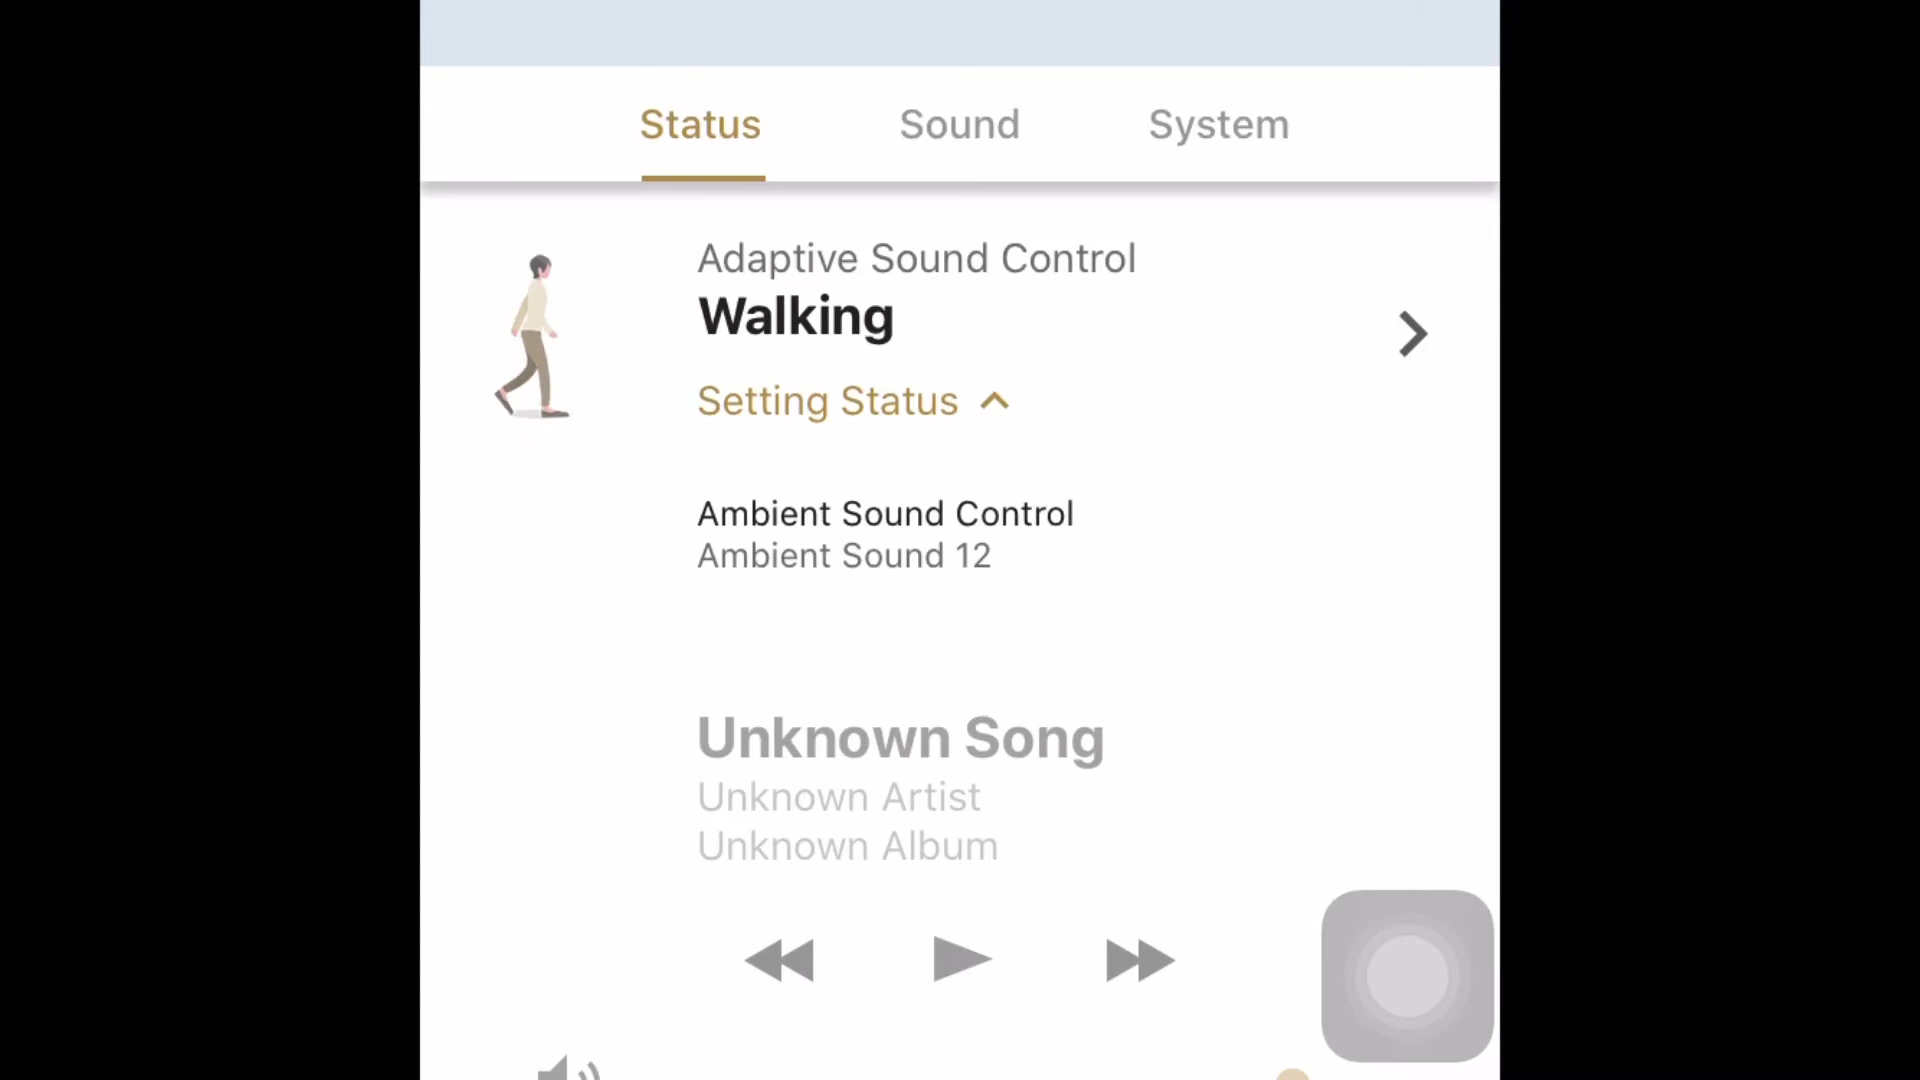 Status Sound System
Adaptive Sound Control
Walking
Setting Status
Ambient Sound Control
Ambient Sound 12
Unknown Song
Unknown Artist
Unknown Album